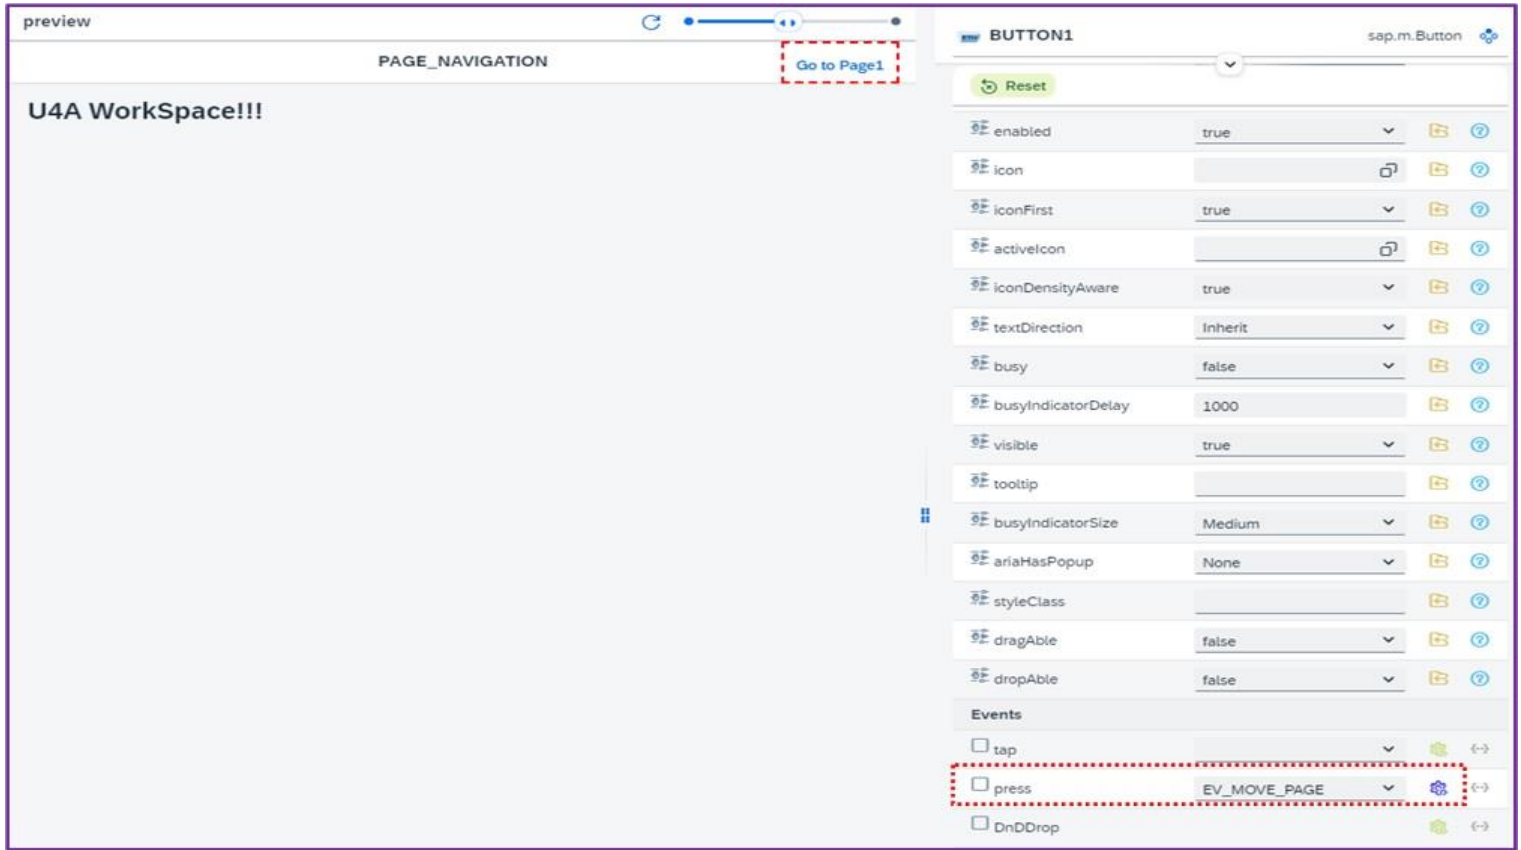 preview
PAGE_NAVIGATION
Go to Page1
U4A WorkSpace!!!
BUTTON1 sap.m.Button
Reset
enabled true
icon
iconFirst true
activeIcon
iconDensityAware true
textDirection Inherit
busy false
busyIndicatorDelay 1000
visible true
tooltip
busyIndicatorSize Medium
ariaHasPopup None
styleClass
dragAble false
dropAble false
Events
tap
press EV_MOVE_PAGE
DnDDrop